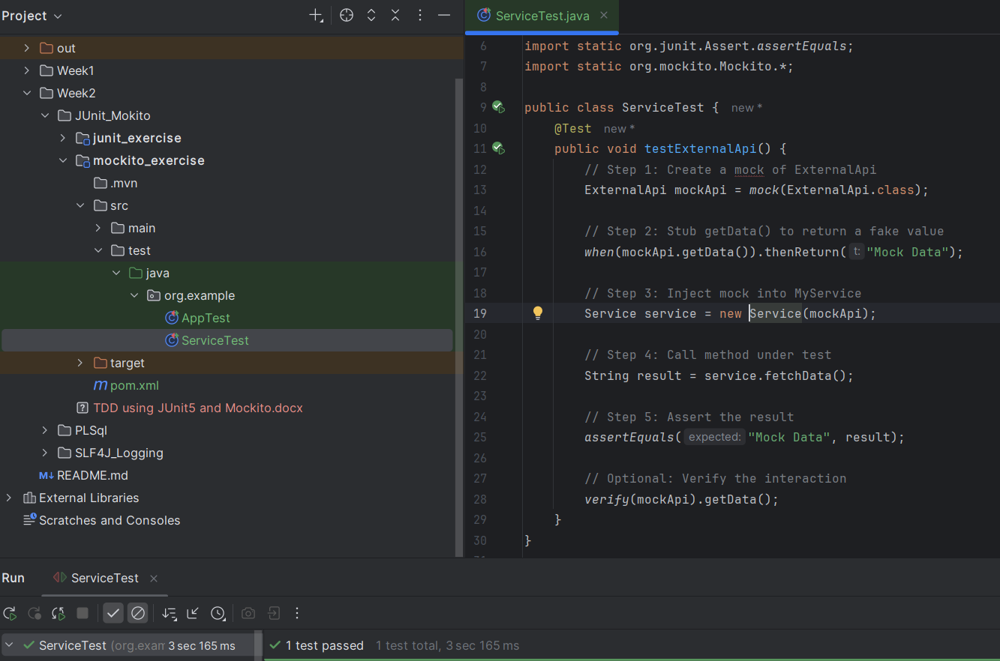 Project
out
Week1
Week2
JUnit_Mokito
junit_exercise
mockito_exercise
.mvn
src
main
test
java
org.example
AppTest
ServiceTest
target
pom.xml
TDD using JUnit5 and Mockito.docx
PLSql
SLF4J_Logging
README.md
External Libraries
Scratches and Consoles
ServiceTest.java
6 import static org.junit.Assert.assertEquals;
7 import static org.mockito.Mockito.*;
8
9 public class ServiceTest { new *
10 @Test new *
11 public void testExternalApi() {
12 // Step 1: Create a mock of ExternalApi
13 ExternalApi mockApi = mock(ExternalApi.class);
14
15 // Step 2: Stub getData() to return a fake value
16 when(mockApi.getData()).thenReturn( t: "Mock Data");
17
18 // Step 3: Inject mock into MyService
19 Service service = new Service(mockApi);
20
21 // Step 4: Call method under test
22 String result = service.fetchData();
23
24 // Step 5: Assert the result
25 assertEquals( expected: "Mock Data", result);
26
27 // Optional: Verify the interaction
28 verify(mockApi).getData();
29 }
30 }
Run ServiceTest
ServiceTest (org.exam 3 sec 165 ms
1 test passed 1 test total, 3 sec 165 ms